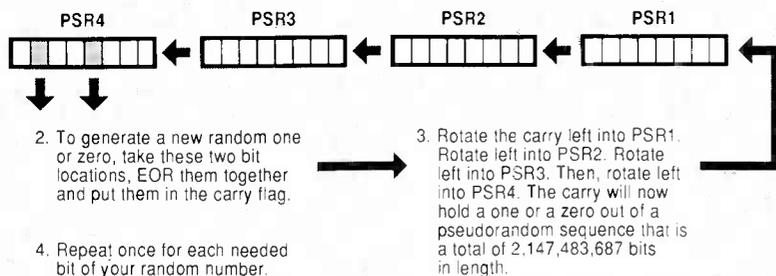 PSR4 PSR3 PSR2 PSR1
2. To generate a new random one
or zero, take these two bit
locations, EOR them together
and put them in the carry flag.
4. Repeat once for each needed
bit of your random number.
3. Rotate the carry left into PSR1.
Rotate left into PSR2. Rotate
left into PSR3. Then, rotate left
into PSR4. The carry will now
hold a one or a zero out of a
pseudorandom sequence that is
a total of 2,147,483,687 bits
in length.